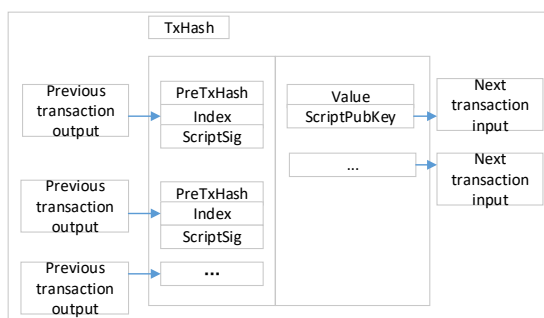 TxHash
Previous
transaction
output
PreTxHash
Index
ScriptSig
Value
ScriptPubKey
Next
transaction
input
...
Next
transaction
input
Previous
transaction
output
PreTxHash
Index
ScriptSig
Previous
transaction
output
...